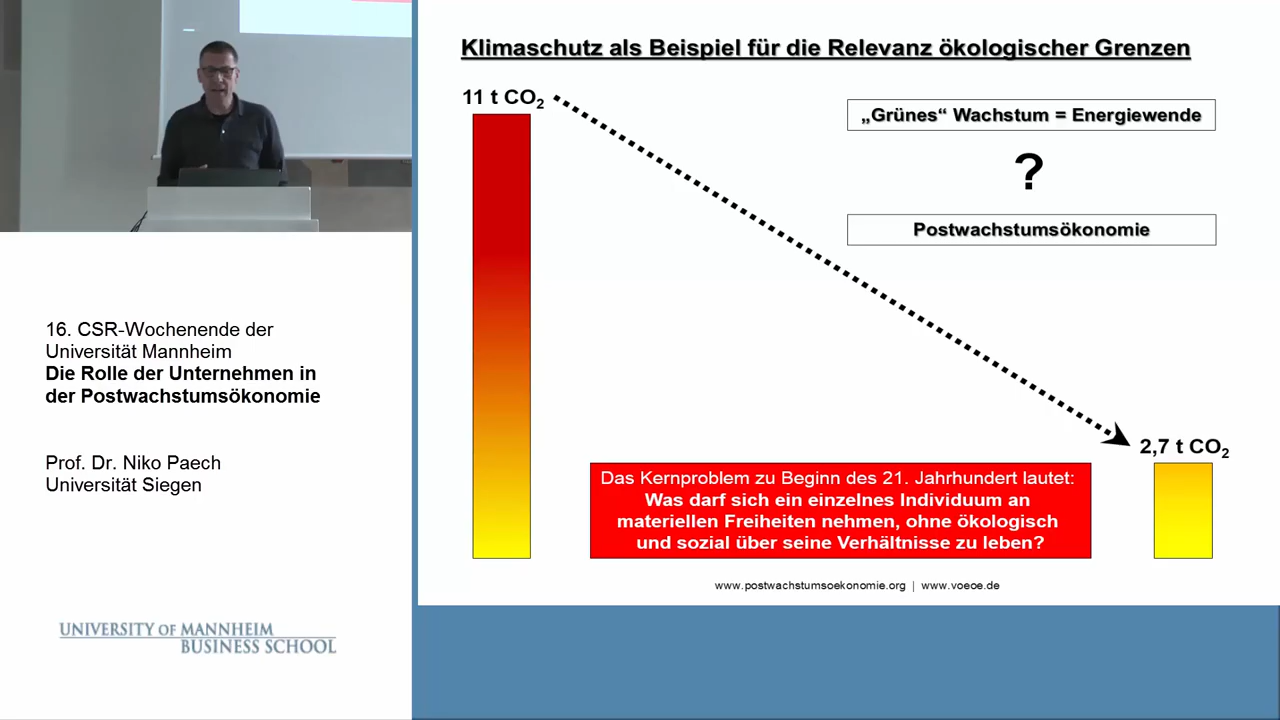 16. CSR-Wochenende der
Universität Mannheim
Die Rolle der Unternehmen in
der Postwachstumsökonomie
Prof. Dr. Niko Paech
Universität Siegen
UNIVERSITY OF MANNHEIM
BUSINESS SCHOOL
Klimaschutz als Beispiel für die Relevanz ökologischer Grenzen
11 t CO₂
„Grünes“ Wachstum = Energiewende
?
Postwachstumsökonomie
2,7 t CO₂
Das Kernproblem zu Beginn des 21. Jahrhundert lautet:
Was darf sich ein einzelnes Individuum an
materiellen Freiheiten nehmen, ohne ökologisch
und sozial über seine Verhältnisse zu leben?
www.postwachstumsoekonomie.org | www.voeoe.de